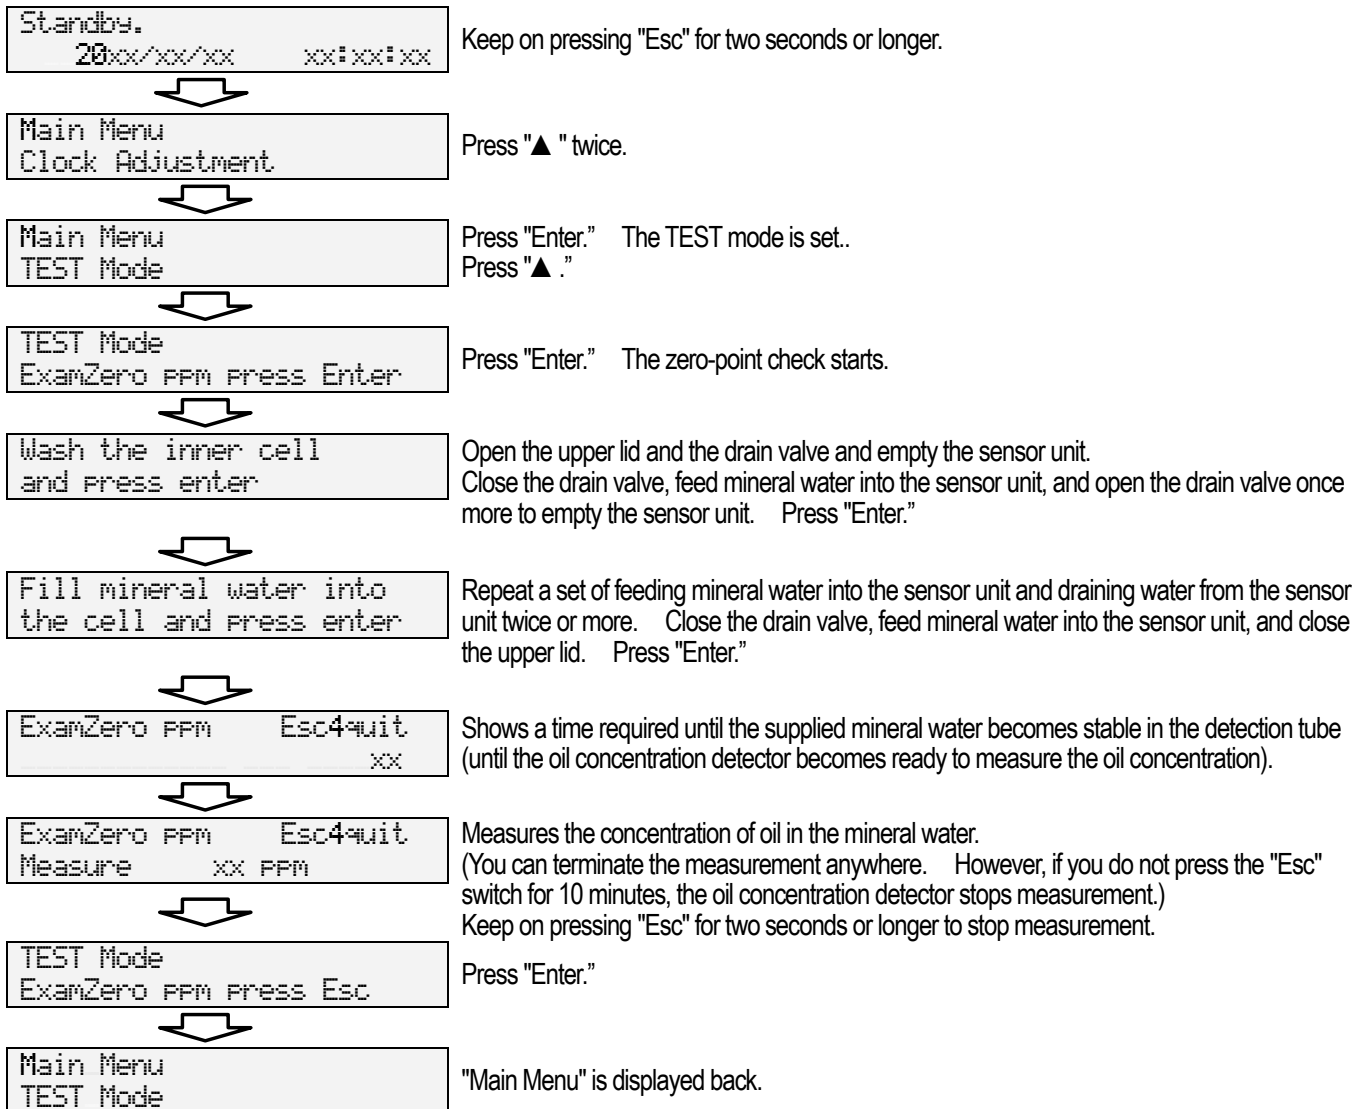 Standby.
20xx/xx/xx xx:xx:xx
Keep on pressing "Esc" for two seconds or longer.
Main Menu
Clock Adjustment
Press "▲ " twice.
Main Menu
TEST Mode
Press "Enter.” The TEST mode is set..
Press "▲ .”
TEST Mode
ExamZero ppm press Enter
Press "Enter.” The zero-point check starts.
Wash the inner cell
and press enter
Open the upper lid and the drain valve and empty the sensor unit.
Close the drain valve, feed mineral water into the sensor unit, and open the drain valve once
more to empty the sensor unit. Press "Enter.”
Fill mineral water into
the cell and press enter
Repeat a set of feeding mineral water into the sensor unit and draining water from the sensor
unit twice or more. Close the drain valve, feed mineral water into the sensor unit, and close
the upper lid. Press "Enter.”
ExamZero ppm Esc4quit
xx
Shows a time required until the supplied mineral water becomes stable in the detection tube
(until the oil concentration detector becomes ready to measure the oil concentration).
ExamZero ppm Esc4quit
Measure xx ppm
Measures the concentration of oil in the mineral water.
(You can terminate the measurement anywhere. However, if you do not press the "Esc"
switch for 10 minutes, the oil concentration detector stops measurement.)
Keep on pressing "Esc" for two seconds or longer to stop measurement.
TEST Mode
ExamZero ppm press Esc
Press "Enter.”
Main Menu
TEST Mode
"Main Menu" is displayed back.